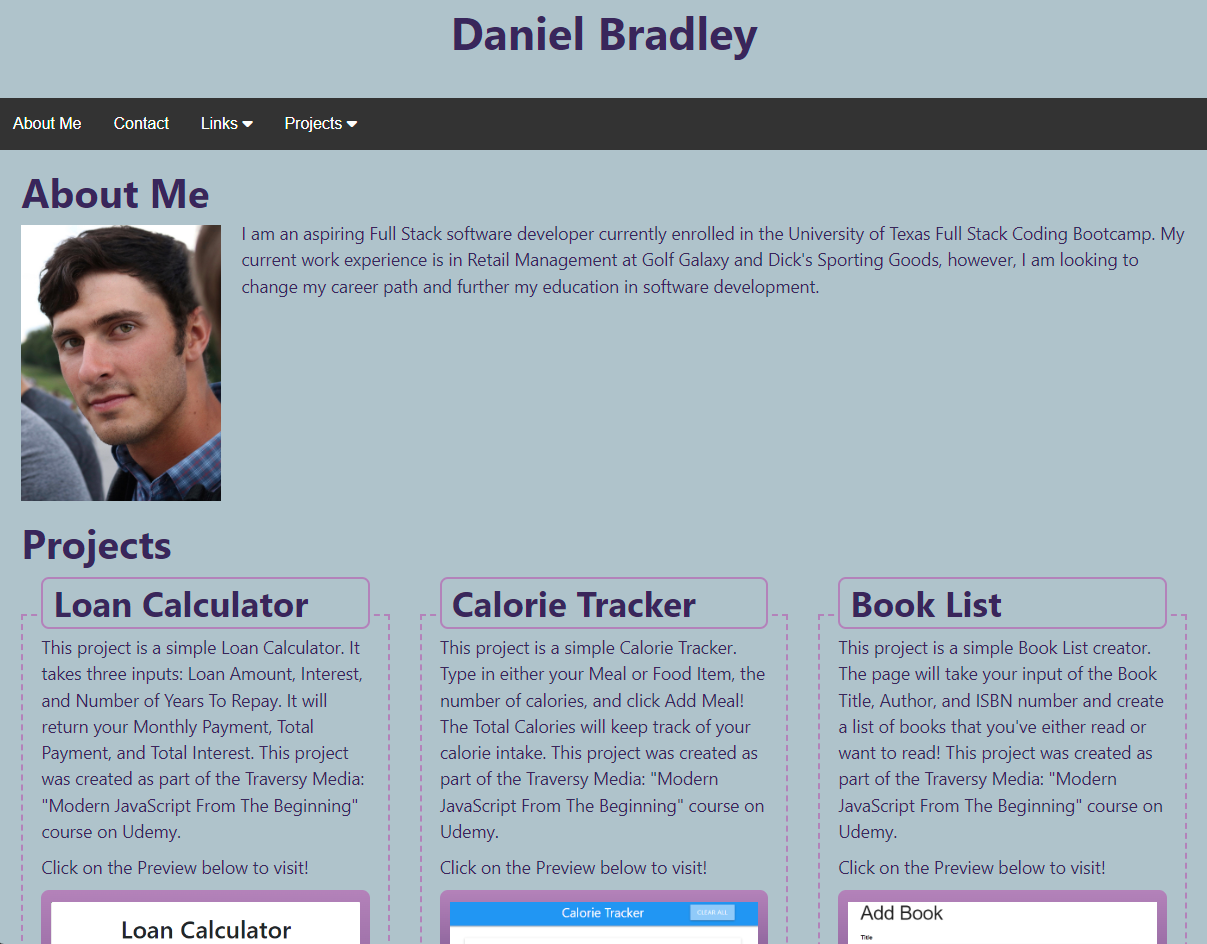 Daniel Bradley
About Me Contact Links Projects
About Me
I am an aspiring Full Stack software developer currently enrolled in the University of Texas Full Stack Coding Bootcamp. My
current work experience is in Retail Management at Golf Galaxy and Dick's Sporting Goods, however, I am looking to
change my career path and further my education in software development.
Projects
Loan Calculator
This project is a simple Loan Calculator. It
takes three inputs: Loan Amount, Interest,
and Number of Years To Repay. It will
return your Monthly Payment, Total
Payment, and Total Interest. This project
was created as part of the Traversy Media:
"Modern JavaScript From The Beginning"
course on Udemy.
Click on the Preview below to visit!
Loan Calculator
Calorie Tracker
This project is a simple Calorie Tracker.
Type in either your Meal or Food Item, the
number of calories, and click Add Meal!
The Total Calories will keep track of your
calorie intake. This project was created as
part of the Traversy Media: "Modern
JavaScript From The Beginning" course on
Udemy.
Click on the Preview below to visit!
Calorie Tracker CLEAR ALL
Book List
This project is a simple Book List creator.
The page will take your input of the Book
Title, Author, and ISBN number and create
a list of books that you've either read or
want to read! This project was created as
part of the Traversy Media: "Modern
JavaScript From The Beginning" course on
Udemy.
Click on the Preview below to visit!
Add Book
Title